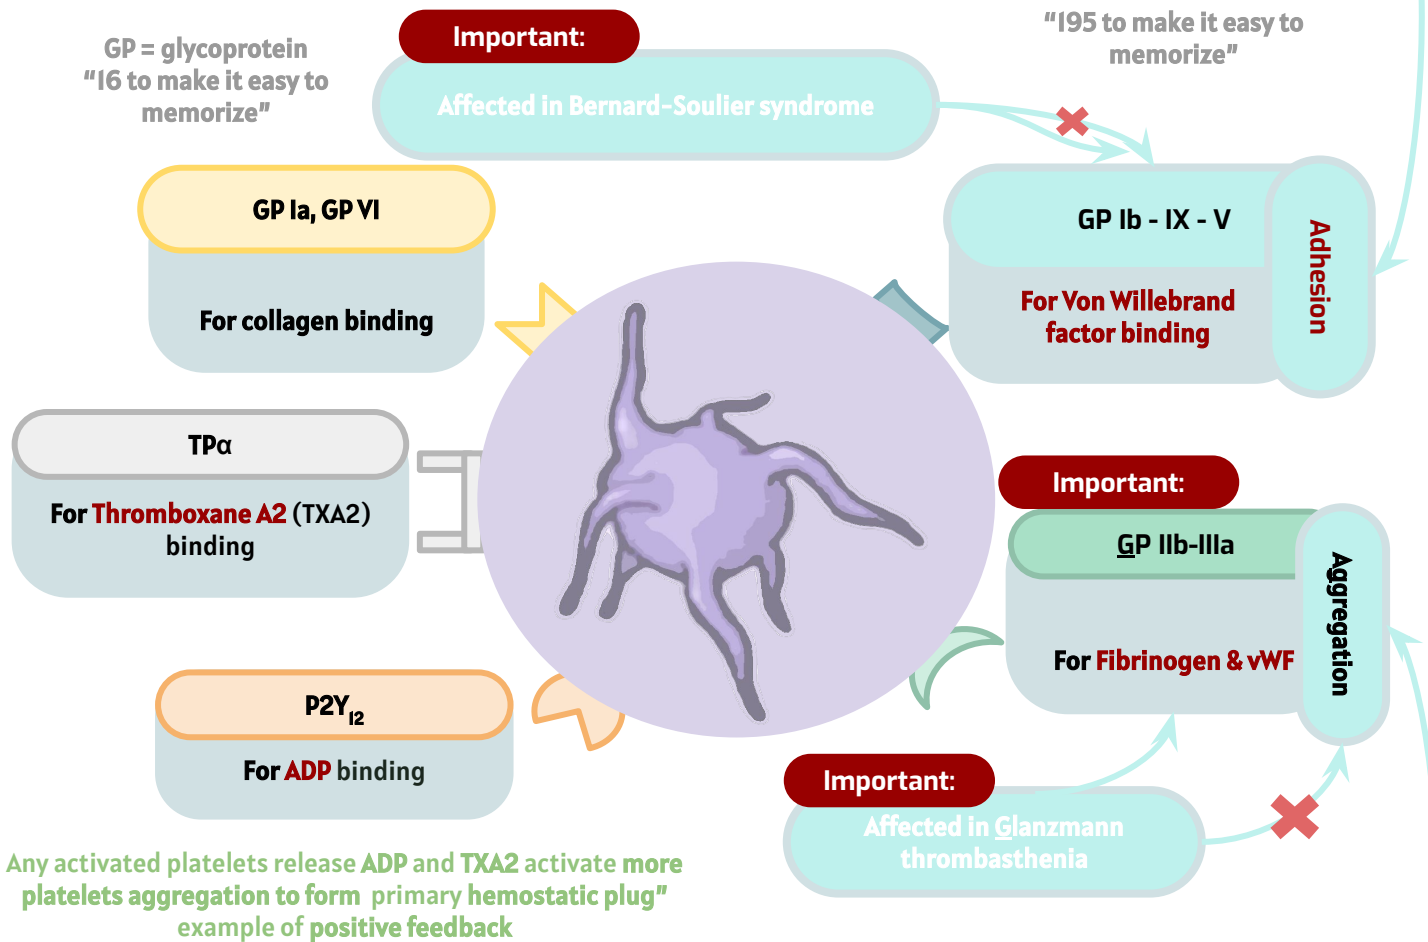 GP = glycoprotein
“16 to make it easy to
memorize”
Important:
Affected in Bernard-Soulier syndrome
“195 to make it easy to
memorize”
GP Ia, GP VI
For collagen binding
GP Ib - IX - V
For Von Willebrand
factor binding
Adhesion
TPα
For Thromboxane A2 (TXA2)
binding
Important:
GP IIb-IIIa
For Fibrinogen & vWF
Aggregation
P2Y12
For ADP binding
Important:
Affected in Glanzmann
thrombasthenia
Any activated platelets release ADP and TXA2 activate more
platelets aggregation to form primary hemostatic plug”
example of positive feedback